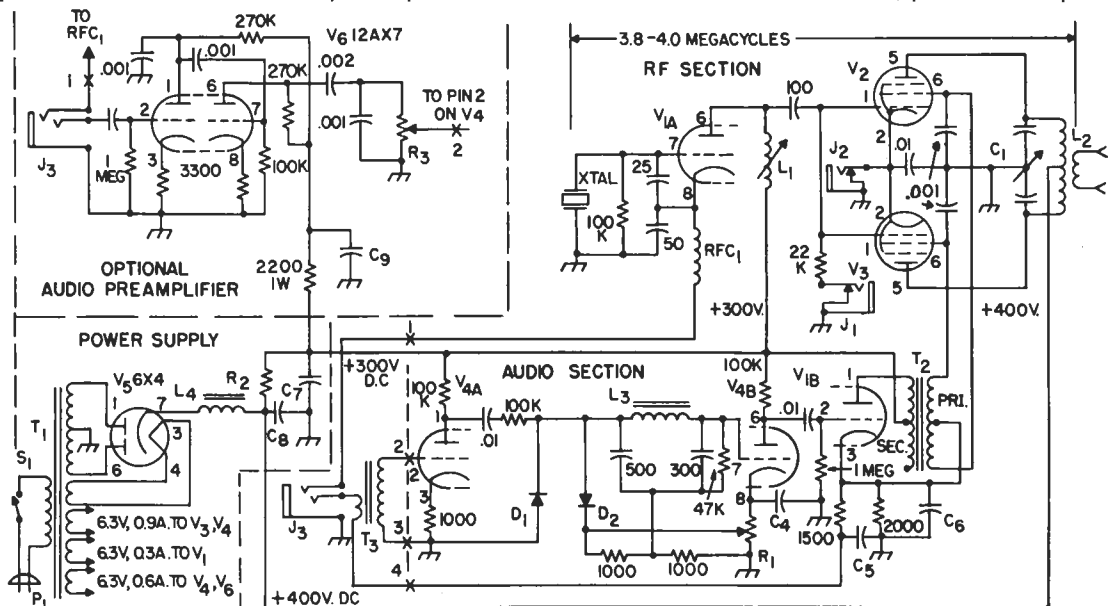 TO
RFC1
1
.001
270K
.001
V6 12AX7
.002
270K
1
6
2
7
3
8
1
MEG
3300
100K
.001
R3
TO PIN 2
ON V4
2
J3
C9
2200
1W
OPTIONAL
AUDIO PREAMPLIFIER
3.8-4.0 MEGACYCLES
RF SECTION
V1A
6
7
8
XTAL
25
100
K
50
RFC1
L1
100
V2
5
6
1
2
.01
J2
.001
C1
L2
2
1
6
5
22
K
V3
J1
+300V.
+400V.
POWER SUPPLY
V5 6X4
L4
R2
C7
C8
1
7
3
6
4
T1
S1
P1
6.3V, 0.9A. TO V3, V4
6.3V, 0.3A. TO V1
6.3V, 0.6A. TO V4, V6
+400V. DC
+300V
D.C
1
AUDIO SECTION
100
K
V4A
1
2
2
3
3
4
J3
T3
1000
.01
100K
D1
L3
500
300
7
47K
D2
1000
1000
R1
100K
V4B
6
8
C4
.01
V1B
1
2
3
1 MEG
1500
2000
C5
C6
SEC.
PRI.
T2